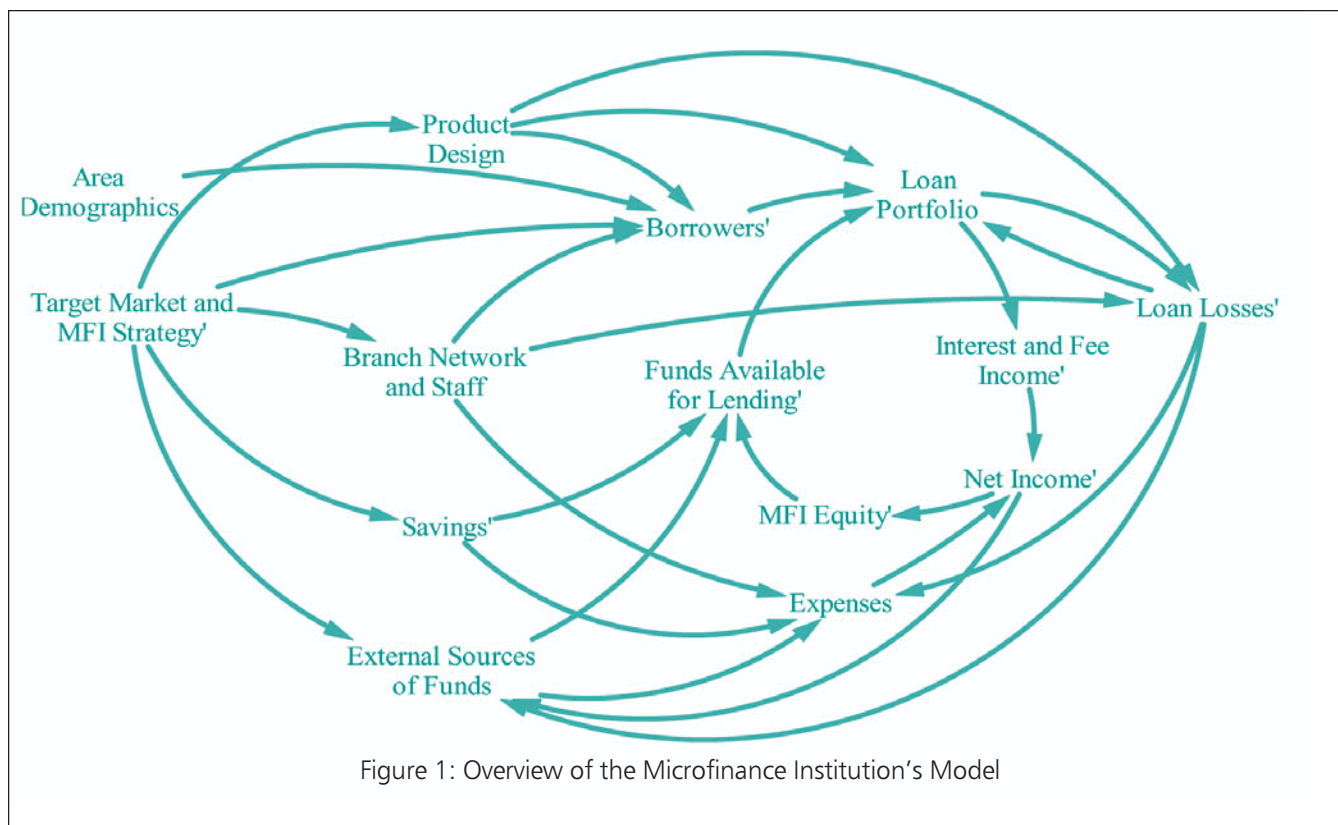 Product
Design
Area
Demographics
Loan
Portfolio
Borrowers'
Target Market and
MFI Strategy'
Loan Losses'
Branch Network
and Staff
Funds Available
for Lending'
Interest and Fee
Income'
Net Income'
MFI Equity'
Savings'
Expenses
External Sources
of Funds
Figure 1: Overview of the Microfinance Institution’s Model